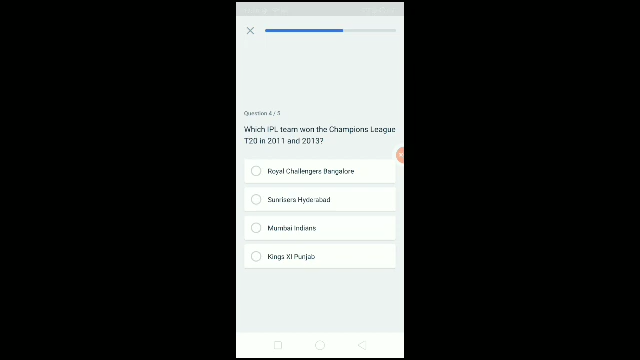 Question 4 / 5
Which IPL team won the Champions League
T20 in 2011 and 2013?
Royal Challengers Bangalore
Sunrisers Hyderabad
Mumbai Indians
Kings XI Punjab